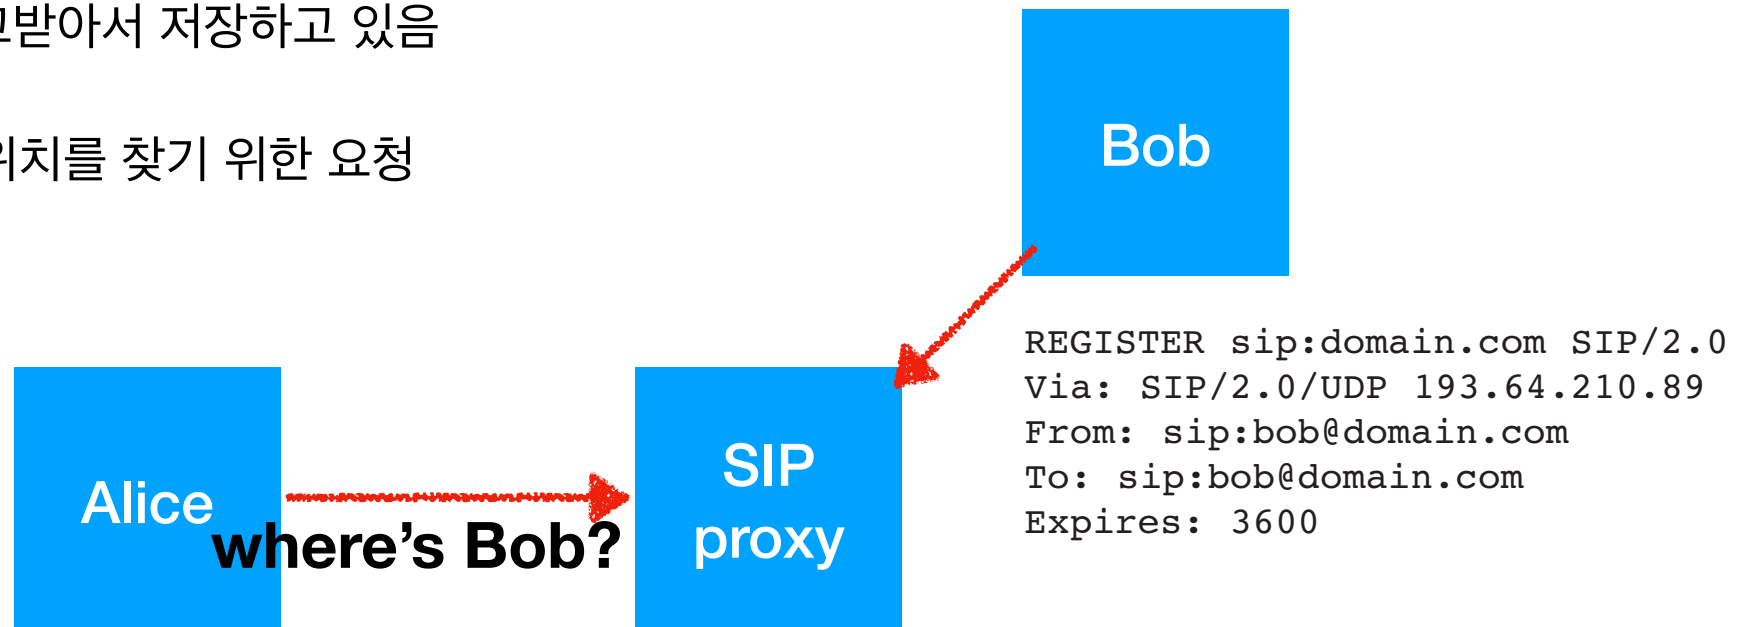 받아서 저장하고 있음
위치를 찾기 위한 요청
Bob
REGISTER sip:domain.com SIP/2.0
Via: SIP/2.0/UDP 193.64.210.89
From: sip:bob@domain.com
To: sip:bob@domain.com
Expires: 3600
Alice
where's Bob?
SIP
proxy